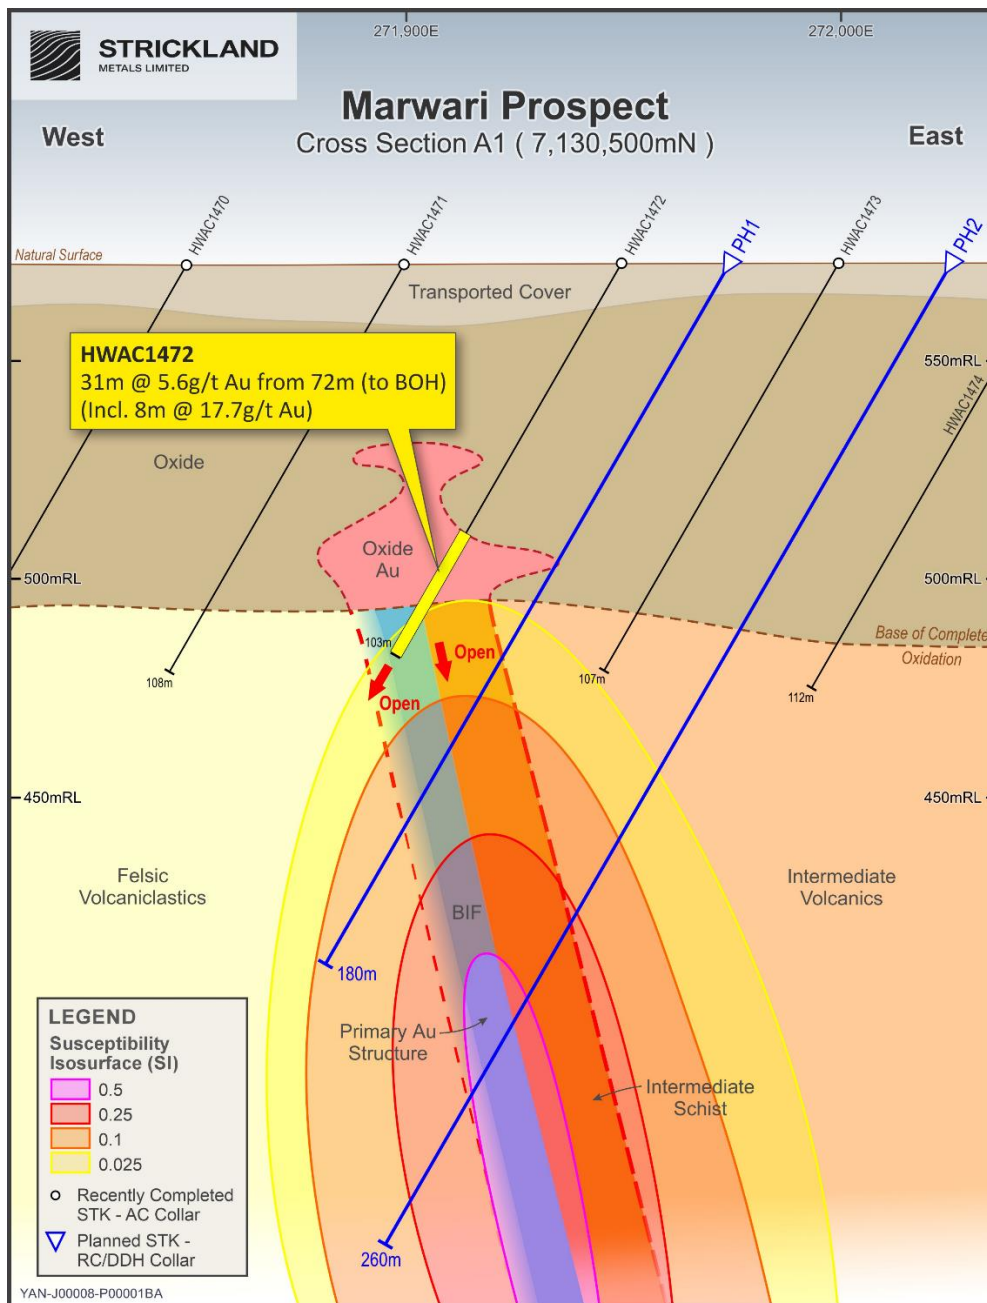 STRICKLAND
METALS LIMITED
271,900E
272,000E
Marwari Prospect
Cross Section A1 ( 7,130,500mN )
West
East
HWAC1470
HWAC1471
HWAC1472
PH1
HWAC1473
PH2
Natural Surface
Transported Cover
HWAC1472
31m @ 5.6g/t Au from 72m (to BOH)
(Incl. 8m @ 17.7g/t Au)
550mRL
HWAC1474
Oxide
Oxide
Au
500mRL
500mRL
Base of Complete
Oxidation
103m
Open
Open
108m
107m
112m
450mRL
450mRL
Felsic
Volcaniclastics
BIF
Intermediate
Volcanics
180m
Primary Au
Structure
Intermediate
Schist
260m
LEGEND
Susceptibility
Isosurface (SI)
0.5
0.25
0.1
0.025
Recently Completed
STK - AC Collar
Planned STK -
RC/DDH Collar
YAN-J00008-P00001BA